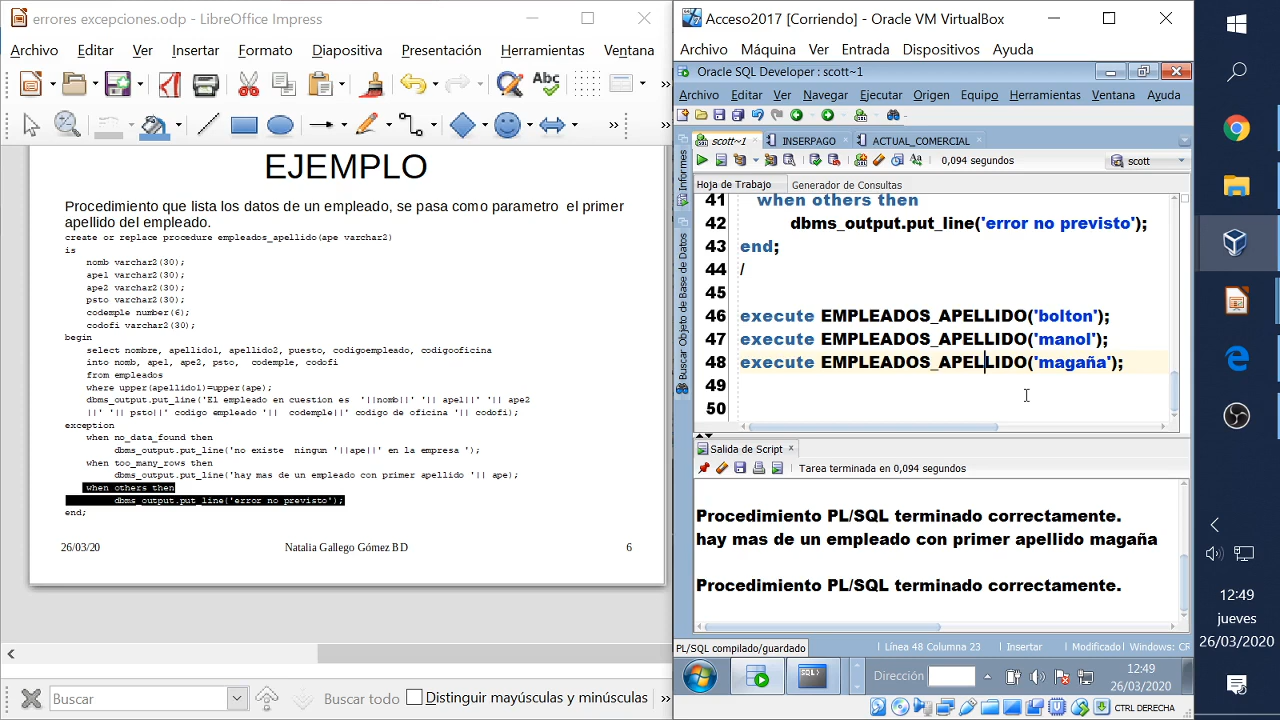 errores excepciones.odp - LibreOffice Impress
Archivo Editar Ver Insertar Formato Diapositiva Presentación Herramientas Ventana
EJEMPLO
Procedimiento que lista los datos de un empleado, se pasa como parametro el primer
apellido del empleado.
create or replace procedure empleados_apellido(ape varchar2)
is
nomb varchar2(30);
ape1 varchar2(30);
ape2 varchar2(30);
psto varchar2(30);
codemple number(6);
codofi varchar2(30);
begin
select nombre, apellido1, apellido2, puesto, codigoempleado, codigooficina
into nomb, ape1, ape2, psto, codemple, codofi
from empleados
where upper(apellido1)=upper(ape);
dbms_output.put_line('El empleado en cuestion es '||nomb||' '|| ape1||' '|| ape2
||' '|| psto||' codigo empleado '|| codemple||' codigo de oficina '|| codofi);
exception
when no_data_found then
dbms_output.put_line('no existe ningun '||ape||' en la empresa ');
when too_many_rows then
dbms_output.put_line('hay mas de un empleado con primer apellido '|| ape);
when others then
dbms_output.put_line('error no previsto');
end;
26/03/20 Natalia Gallego Gómez BD 6
Buscar Buscar todo Distinguir mayúsculas y minúsculas
Acceso2017 [Corriendo] - Oracle VM VirtualBox
Archivo Máquina Ver Entrada Dispositivos Ayuda
Oracle SQL Developer : scott~1
Archivo Editar Ver Navegar Ejecutar Origen Equipo Herramientas Ventana Ayuda
scott~1 INSERPAGO ACTUAL_COMERCIAL
0,094 segundos scott
Hoja de Trabajo Generador de Consultas
Informes
Buscar Objeto de Base de Datos
41 when others then
42 dbms_output.put_line('error no previsto');
43 end;
44 /
45
46 execute EMPLEADOS_APELLIDO('bolton');
47 execute EMPLEADOS_APELLIDO('manol');
48 execute EMPLEADOS_APELLIDO('magaña');
49
50
Salida de Script
Tarea terminada en 0,094 segundos
Procedimiento PL/SQL terminado correctamente.
hay mas de un empleado con primer apellido magaña
Procedimiento PL/SQL terminado correctamente.
PL/SQL compilado/guardado Línea 48 Columna 23 Insertar Modificado Windows: CR
Dirección 12:49
26/03/2020
CTRL DERECHA
12:49
jueves
26/03/2020